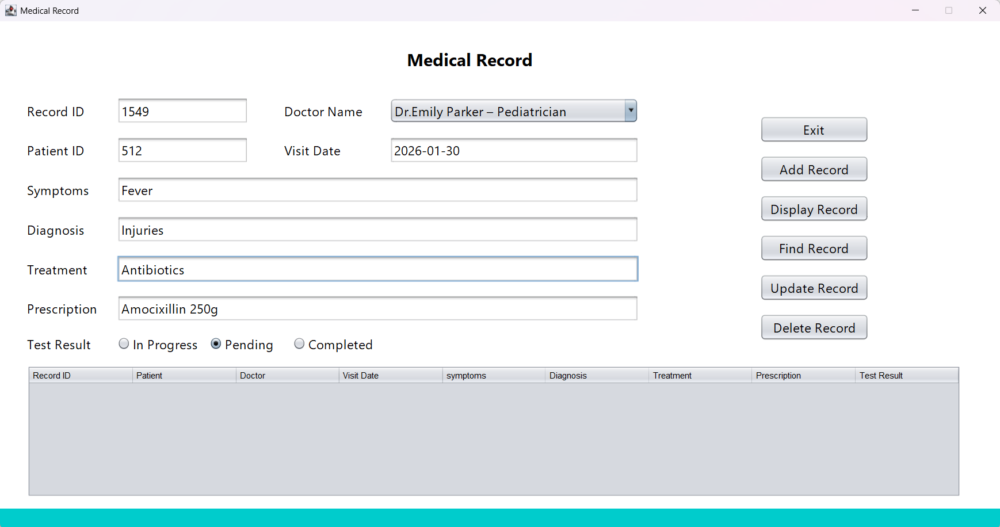 Medical Record
Medical Record
Record ID 1549 Doctor Name Dr.Emily Parker – Pediatrician
Exit
Patient ID 512 Visit Date 2026-01-30
Add Record
Symptoms Fever
Display Record
Diagnosis Injuries
Find Record
Treatment Antibiotics
Update Record
Prescription Amocixillin 250g
Delete Record
Test Result In Progress Pending Completed
Record ID Patient Doctor Visit Date symptoms Diagnosis Treatment Prescription Test Result